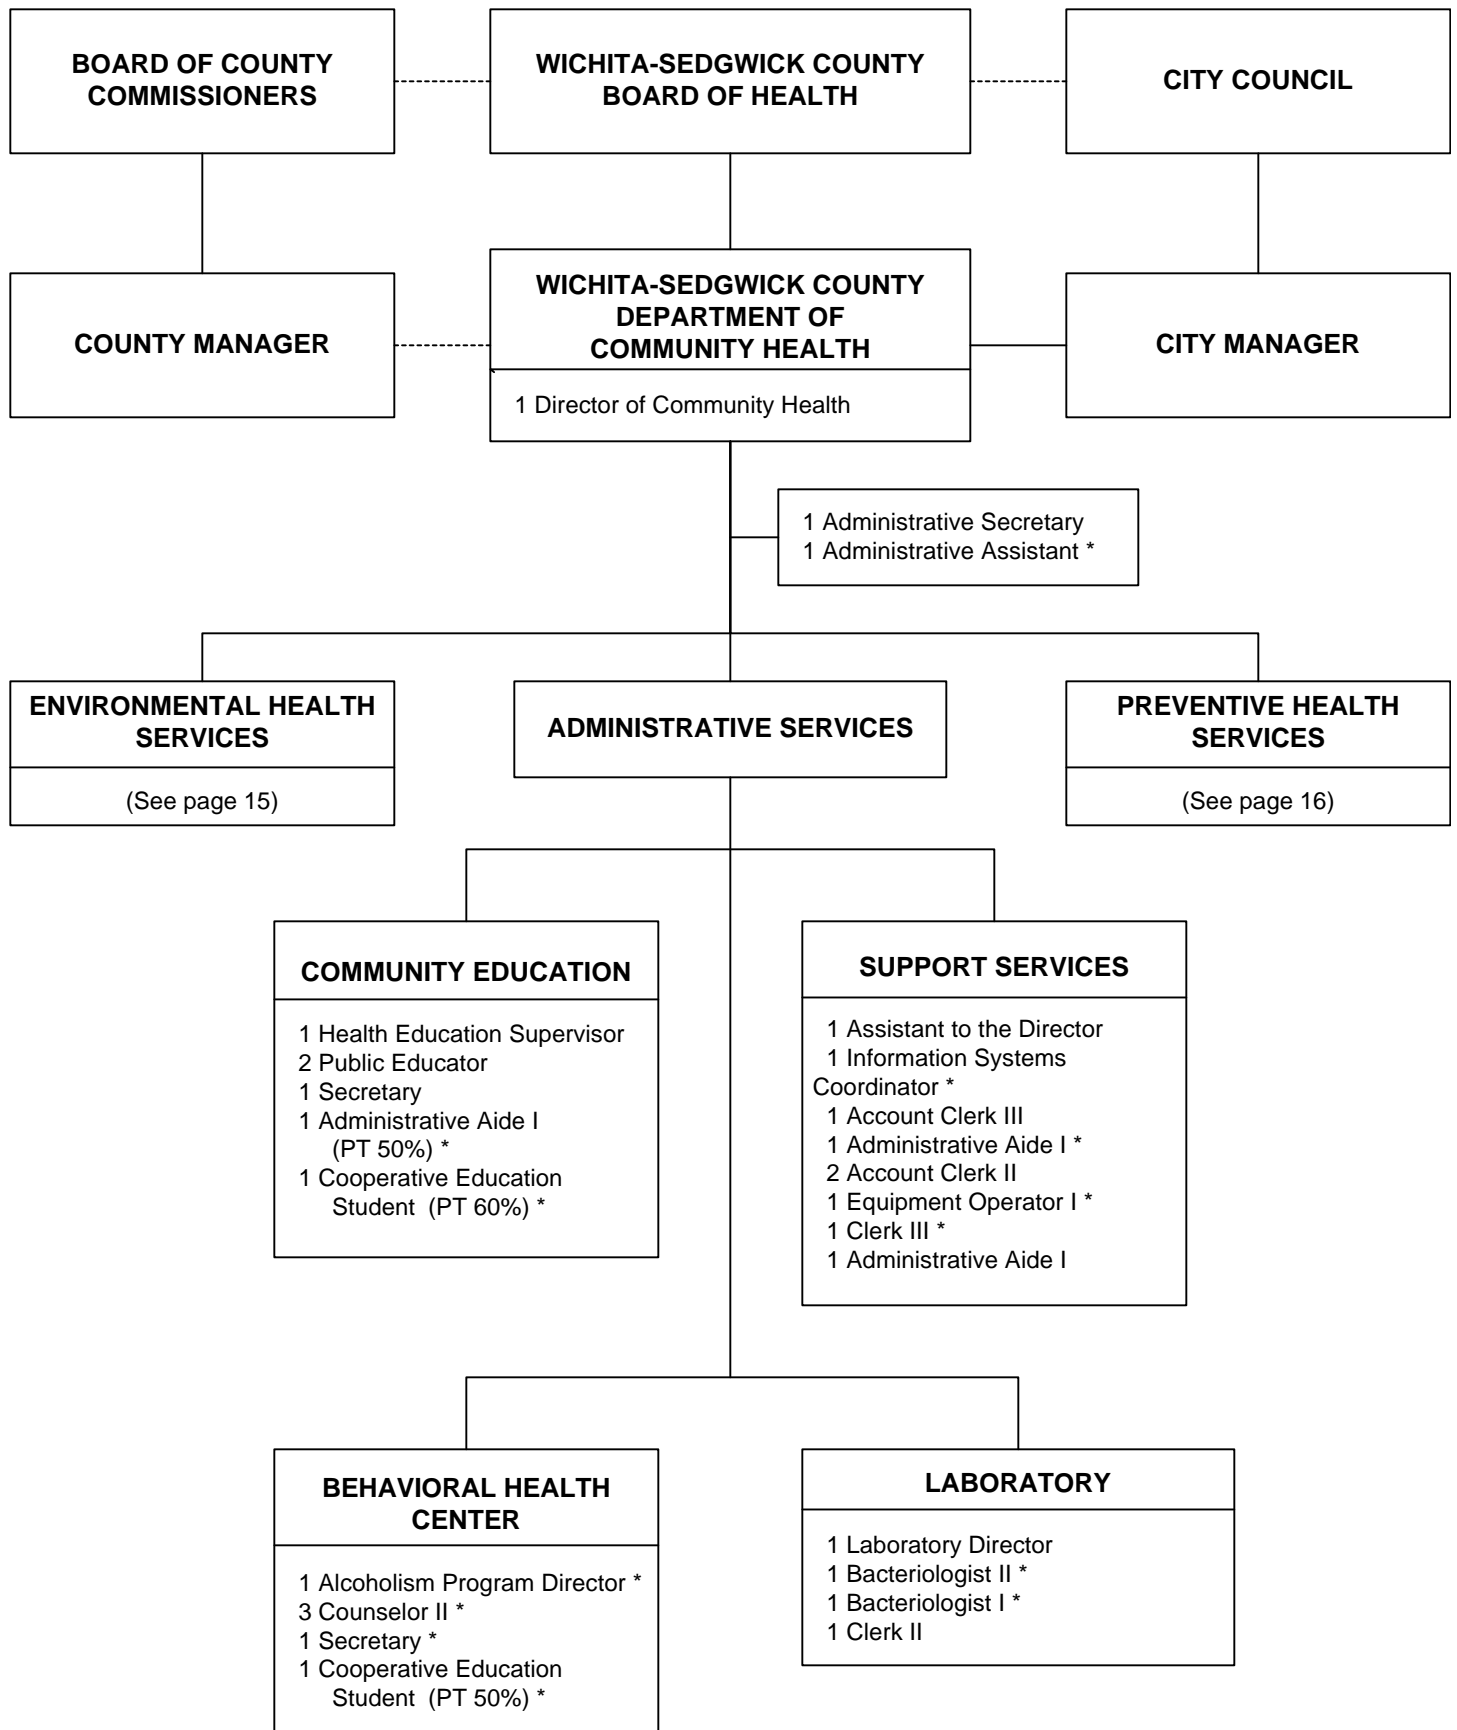 BOARD OF COUNTY
COMMISSIONERS
WICHITA-SEDGWICK COUNTY
BOARD OF HEALTH
CITY COUNCIL
COUNTY MANAGER
WICHITA-SEDGWICK COUNTY
DEPARTMENT OF
COMMUNITY HEALTH
1 Director of Community Health
CITY MANAGER
1 Administrative Secretary
1 Administrative Assistant *
ENVIRONMENTAL HEALTH
SERVICES
(See page 15)
ADMINISTRATIVE SERVICES
PREVENTIVE HEALTH
SERVICES
(See page 16)
COMMUNITY EDUCATION
1 Health Education Supervisor
2 Public Educator
1 Secretary
1 Administrative Aide I
(PT 50%) *
1 Cooperative Education
Student (PT 60%) *
SUPPORT SERVICES
1 Assistant to the Director
1 Information Systems
Coordinator *
1 Account Clerk III
1 Administrative Aide I *
2 Account Clerk II
1 Equipment Operator I *
1 Clerk III *
1 Administrative Aide I
BEHAVIORAL HEALTH
CENTER
1 Alcoholism Program Director *
3 Counselor II *
1 Secretary *
1 Cooperative Education
Student (PT 50%) *
LABORATORY
1 Laboratory Director
1 Bacteriologist II *
1 Bacteriologist I *
1 Clerk II